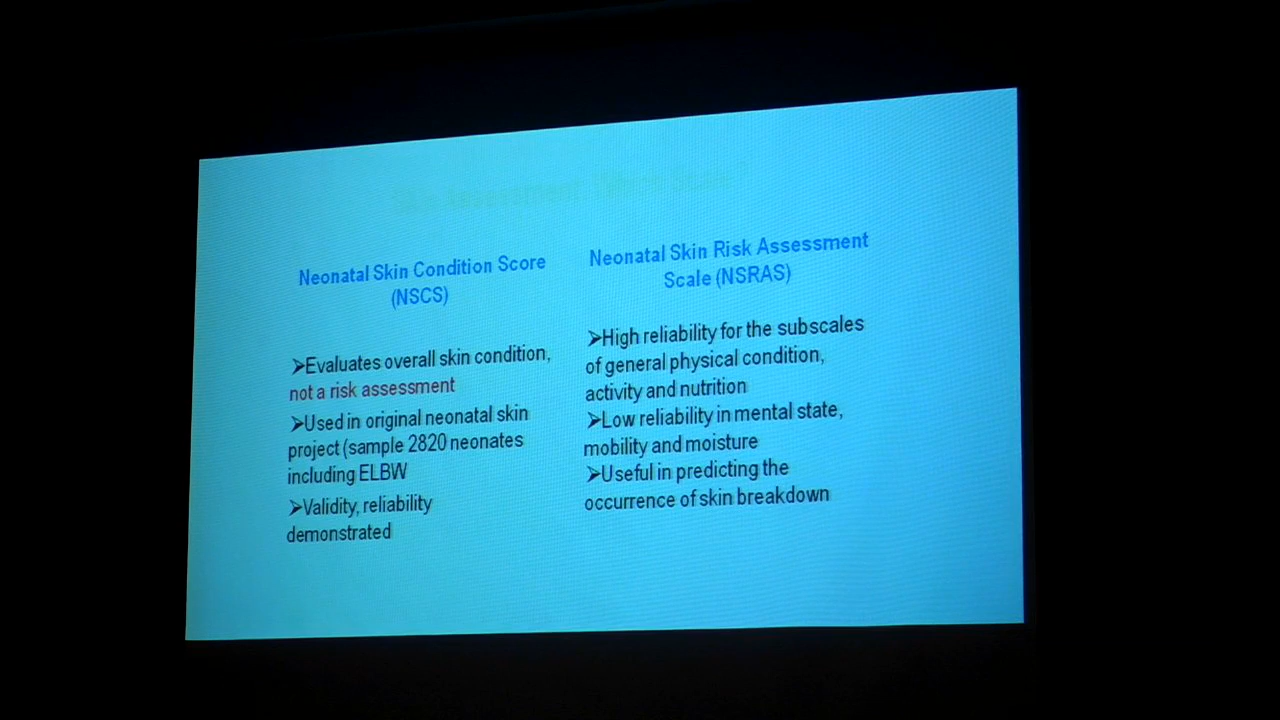 Skin Assessment
Neonatal Skin Condition Score
(NSCS)
➢Evaluates overall skin condition,
not a risk assessment
➢Used in original neonatal skin
project (sample 2820 neonates
including ELBW
➢Validity, reliability
demonstrated
Neonatal Skin Risk Assessment
Scale (NSRAS)
➢High reliability for the subscales
of general physical condition,
activity and nutrition
➢Low reliability in mental state,
mobility and moisture
➢Useful in predicting the
occurrence of skin breakdown